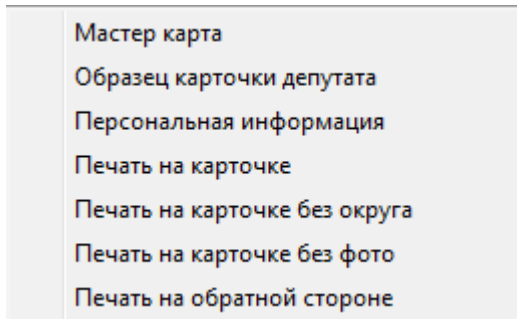 Мастер карта
Образец карточки депутата
Персональная информация
Печать на карточке
Печать на карточке без округа
Печать на карточке без фото
Печать на обратной стороне